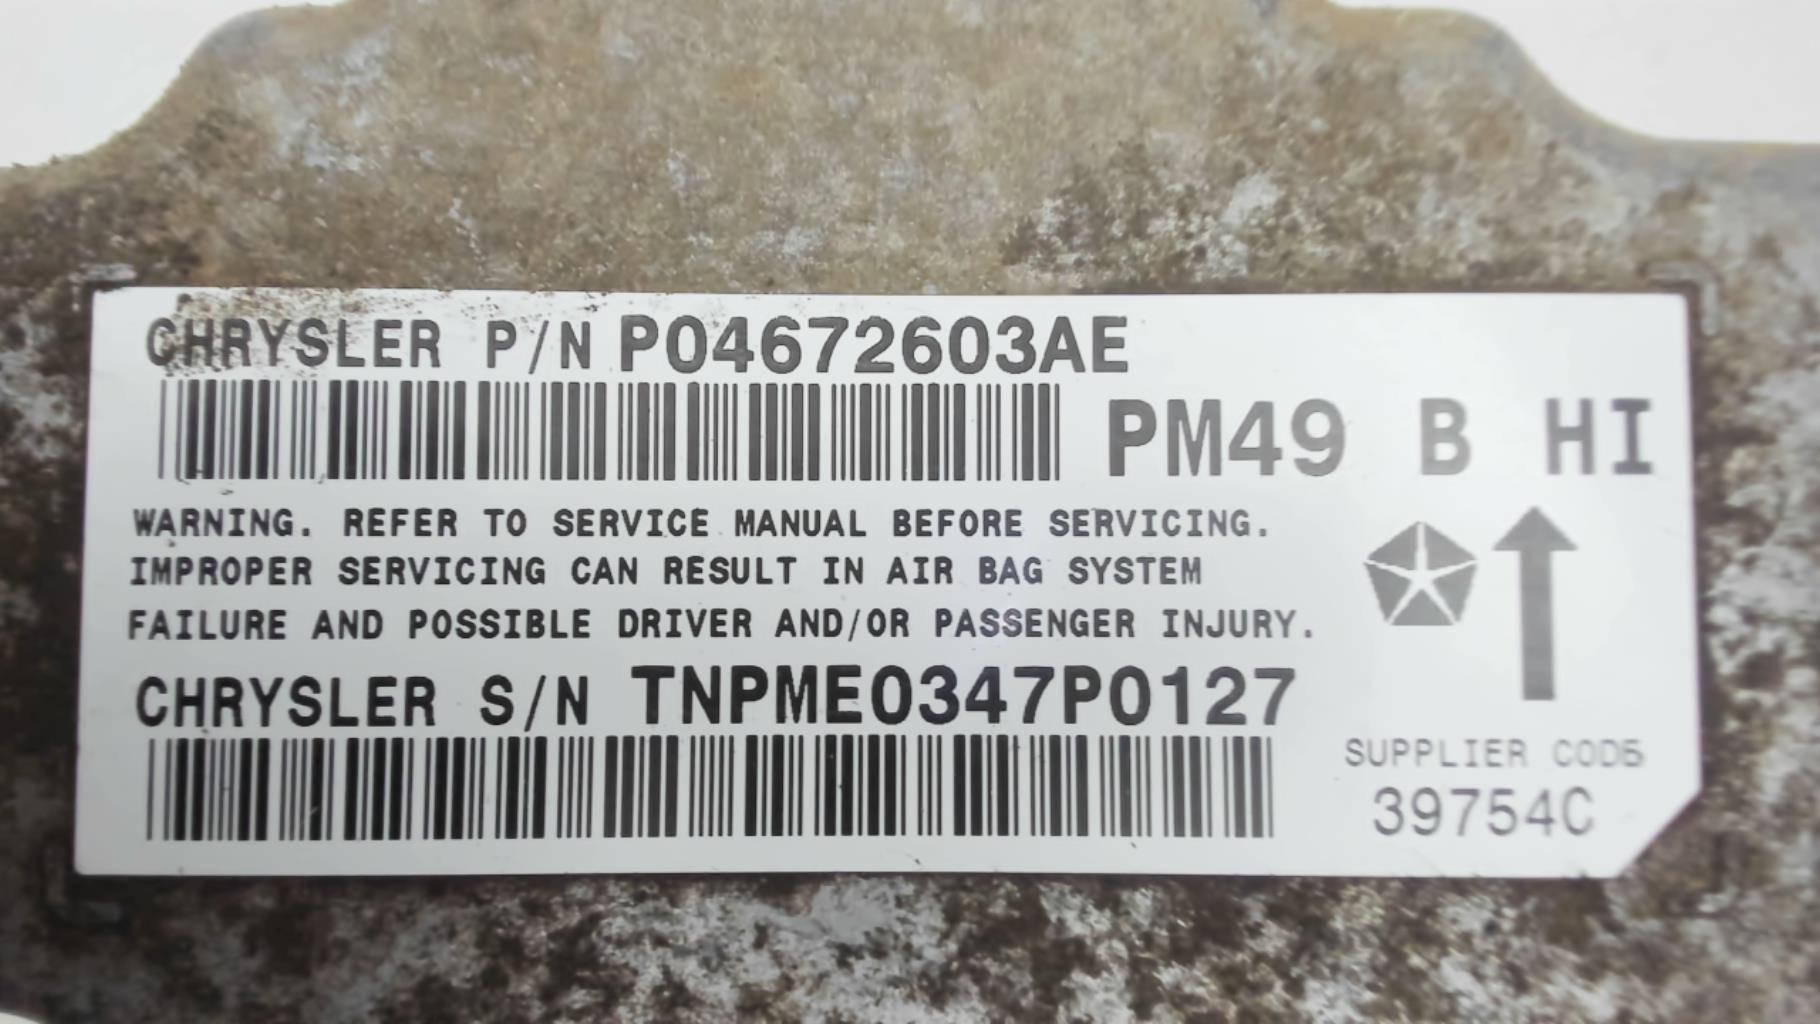 CHRYSLER P/N P04672603AE
PM49 B HI
WARNING. REFER TO SERVICE MANUAL BEFORE SERVICING.
IMPROPER SERVICING CAN RESULT IN AIR BAG SYSTEM
FAILURE AND POSSIBLE DRIVER AND/OR PASSENGER INJURY.
CHRYSLER S/N TNPME0347P0127
SUPPLIER CODE
39754C